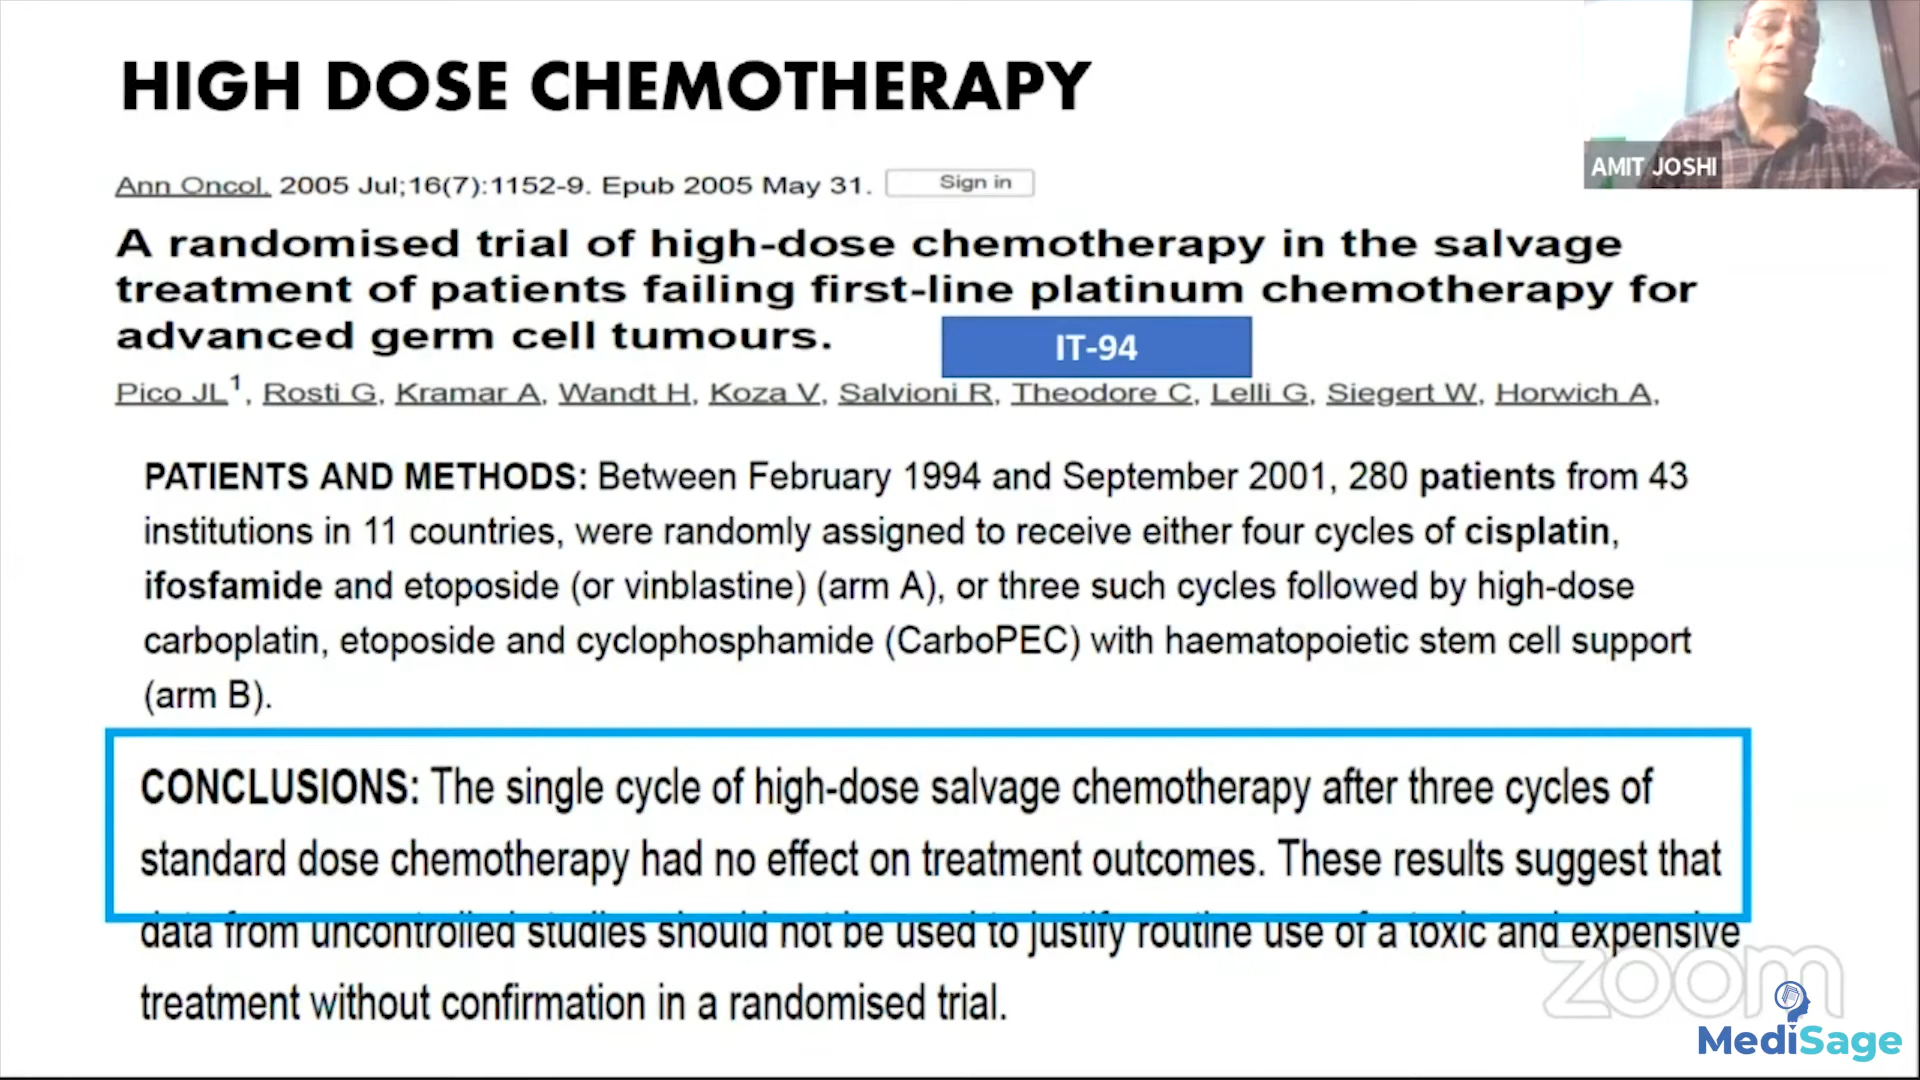 HIGH DOSE CHEMOTHERAPY
AMIT JOSHI
Ann Oncol. 2005 Jul;16(7):1152-9. Epub 2005 May 31.
Sign in
A randomised trial of high-dose chemotherapy in the salvage
treatment of patients failing first-line platinum chemotherapy for
advanced germ cell tumours.
IT-94
Pico JL1, Rosti G, Kramar A, Wandt H, Koza V, Salvioni R, Theodore C, Lelli G, Siegert W, Horwich A,
PATIENTS AND METHODS: Between February 1994 and September 2001, 280 patients from 43
institutions in 11 countries, were randomly assigned to receive either four cycles of cisplatin,
ifosfamide and etoposide (or vinblastine) (arm A), or three such cycles followed by high-dose
carboplatin, etoposide and cyclophosphamide (CarboPEC) with haematopoietic stem cell support
(arm B).
CONCLUSIONS: The single cycle of high-dose salvage chemotherapy after three cycles of
standard dose chemotherapy had no effect on treatment outcomes. These results suggest that
data from uncontrolled studies should not be used to justify routine use of a toxic and expensive
treatment without confirmation in a randomised trial.
zoom
MediSage